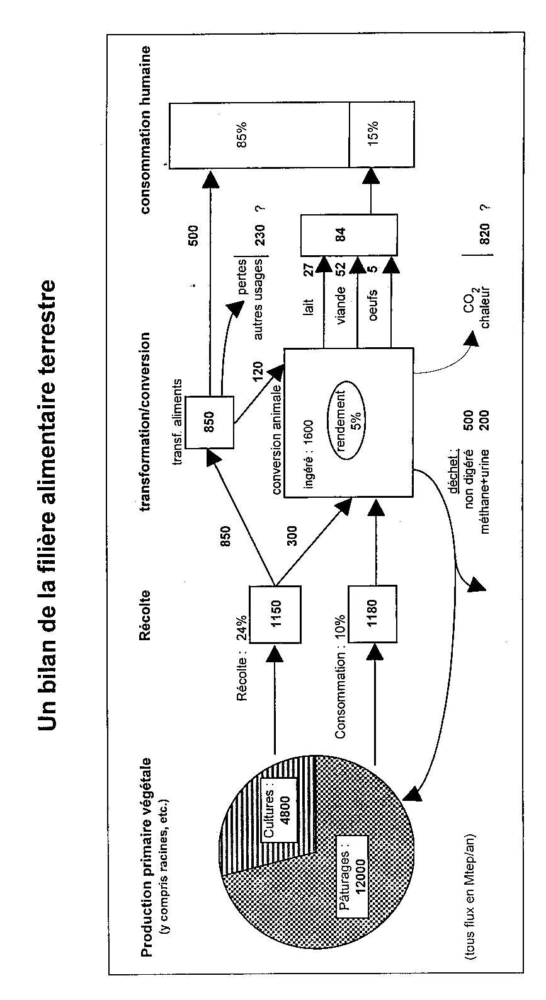 Un bilan de la filière alimentaire terrestre
Production primaire végétale
(y compris racines, etc.)
Récolte
transformation/conversion
consommation humaine
Cultures :
4800
Pâturages :
12000
Récolte : 24%
1150
Consommation : 10%
1180
850
300
transf. aliments
850
120
500
pertes
autres usages
230 ?
conversion animale
ingéré : 1600
rendement
5%
lait 27
viande 52
oeufs 5
84
85%
15%
déchet :
non digéré 500
méthane+urine 200
CO2
chaleur
820 ?
(tous flux en Mtep/an)